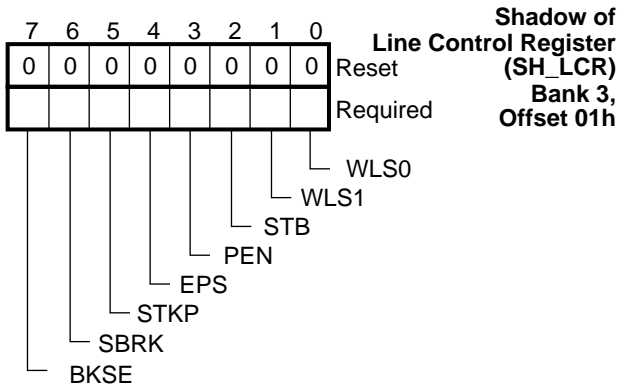 Shadow of
Line Control Register
(SH_LCR)
Bank 3,
Offset 01h
7 6 5 4 3 2 1 0
0 0 0 0 0 0 0 0 Reset
Required
WLS0
WLS1
STB
PEN
EPS
STKP
SBRK
BKSE